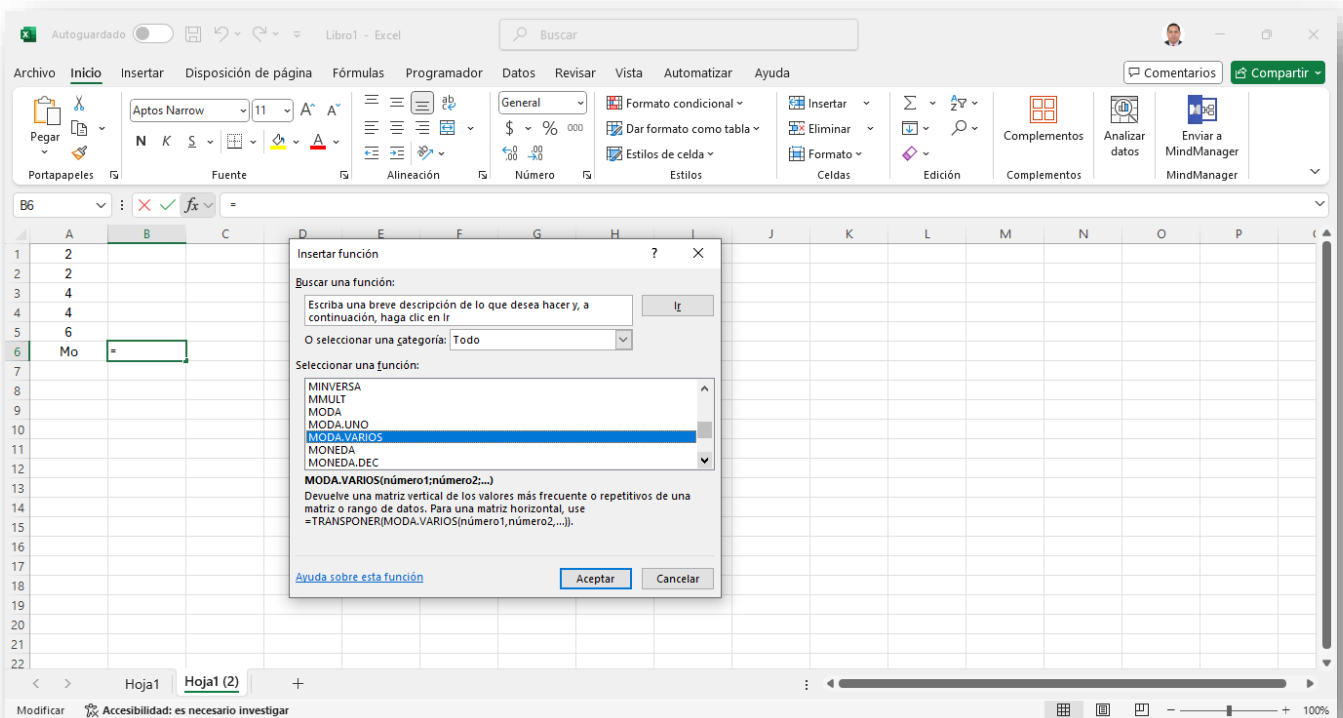 Autoguardado Libro1 - Excel Buscar
Archivo Inicio Insertar Disposición de página Fórmulas Programador Datos Revisar Vista Automatizar Ayuda Comentarios Compartir
Pegar
Portapapeles
Aptos Narrow 11 A A
N K S A
Fuente
ab
Alineación
General
$ % 000
Número
Formato condicional
Dar formato como tabla
Estilos de celda
Estilos
Insertar
Eliminar
Formato
Celdas
Edición
Complementos
Complementos
Analizar
datos
Enviar a
MindManager
MindManager
B6 fx =
A B C D E F G H I J K L M N O P
1 2
2 2
3 4
4 4
5 6
6 Mo =
7
8
9
10
11
12
13
14
15
16
17
18
19
20
21
22
Insertar función ? X
Buscar una función:
Escriba una breve descripción de lo que desea hacer y, a
continuación, haga clic en Ir
Ir
O seleccionar una categoría: Todo
Seleccionar una función:
MINVERSA
MMULT
MODA
MODA.UNO
MODA.VARIOS
MONEDA
MONEDA.DEC
MODA.VARIOS(número1;número2;...)
Devuelve una matriz vertical de los valores más frecuente o repetitivos de una
matriz o rango de datos. Para una matriz horizontal, use
=TRANSPONER(MODA.VARIOS(número1,número2,...)).
Ayuda sobre esta función Aceptar Cancelar
Hoja1 Hoja1 (2) +
Modificar Accesibilidad: es necesario investigar 100%